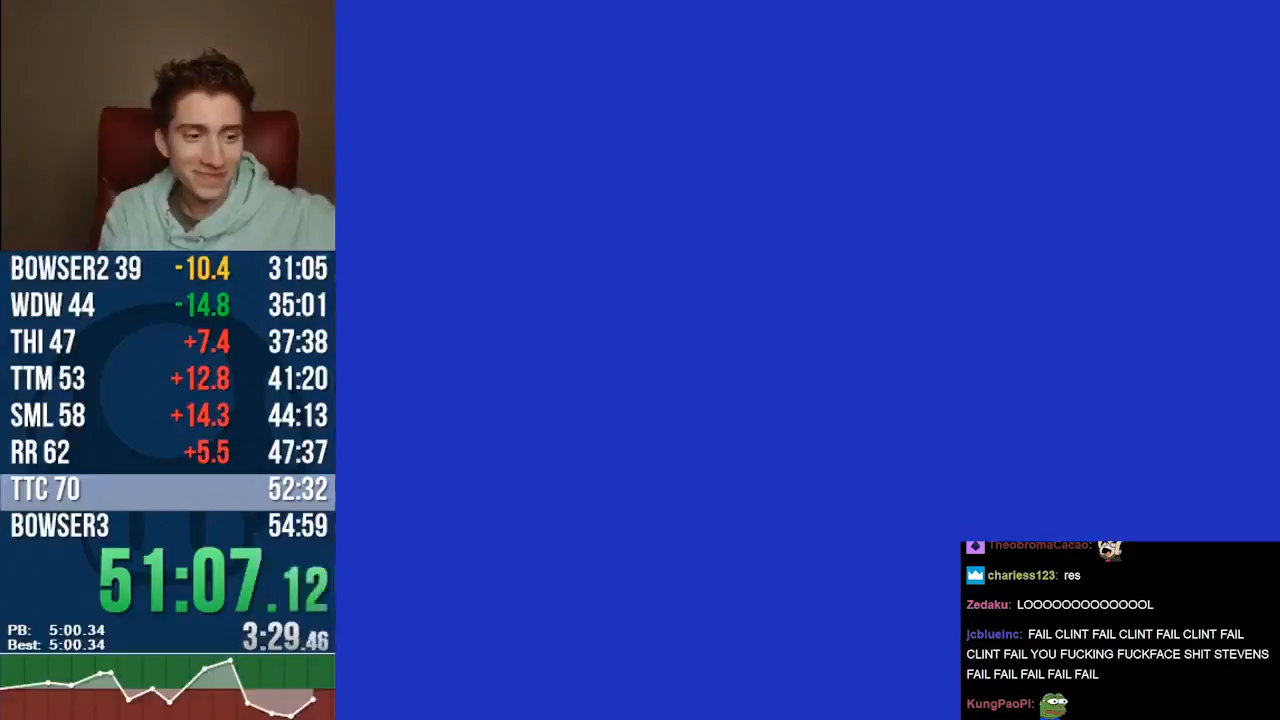 BOWSER2 39 -10.4 31:05
WDW 44 -14.8 35:01
THI 47 +7.4 37:38
TTM 53 +12.8 41:20
SML 58 +14.3 44:13
RR 62 +5.5 47:37
TTC 70 52:32
BOWSER3 54:59
51:07.12
PB: 5:00.34
Best: 5:00.34
3:29.46
TheobromaCacao:
charless123: res
Zedaku: LOOOOOOOOOOOOOL
jcblueinc: FAIL CLINT FAIL CLINT FAIL CLINT FAIL
CLINT FAIL YOU FUCKING FUCKFACE SHIT STEVENS
FAIL FAIL FAIL FAIL FAIL
KungPaoPl: